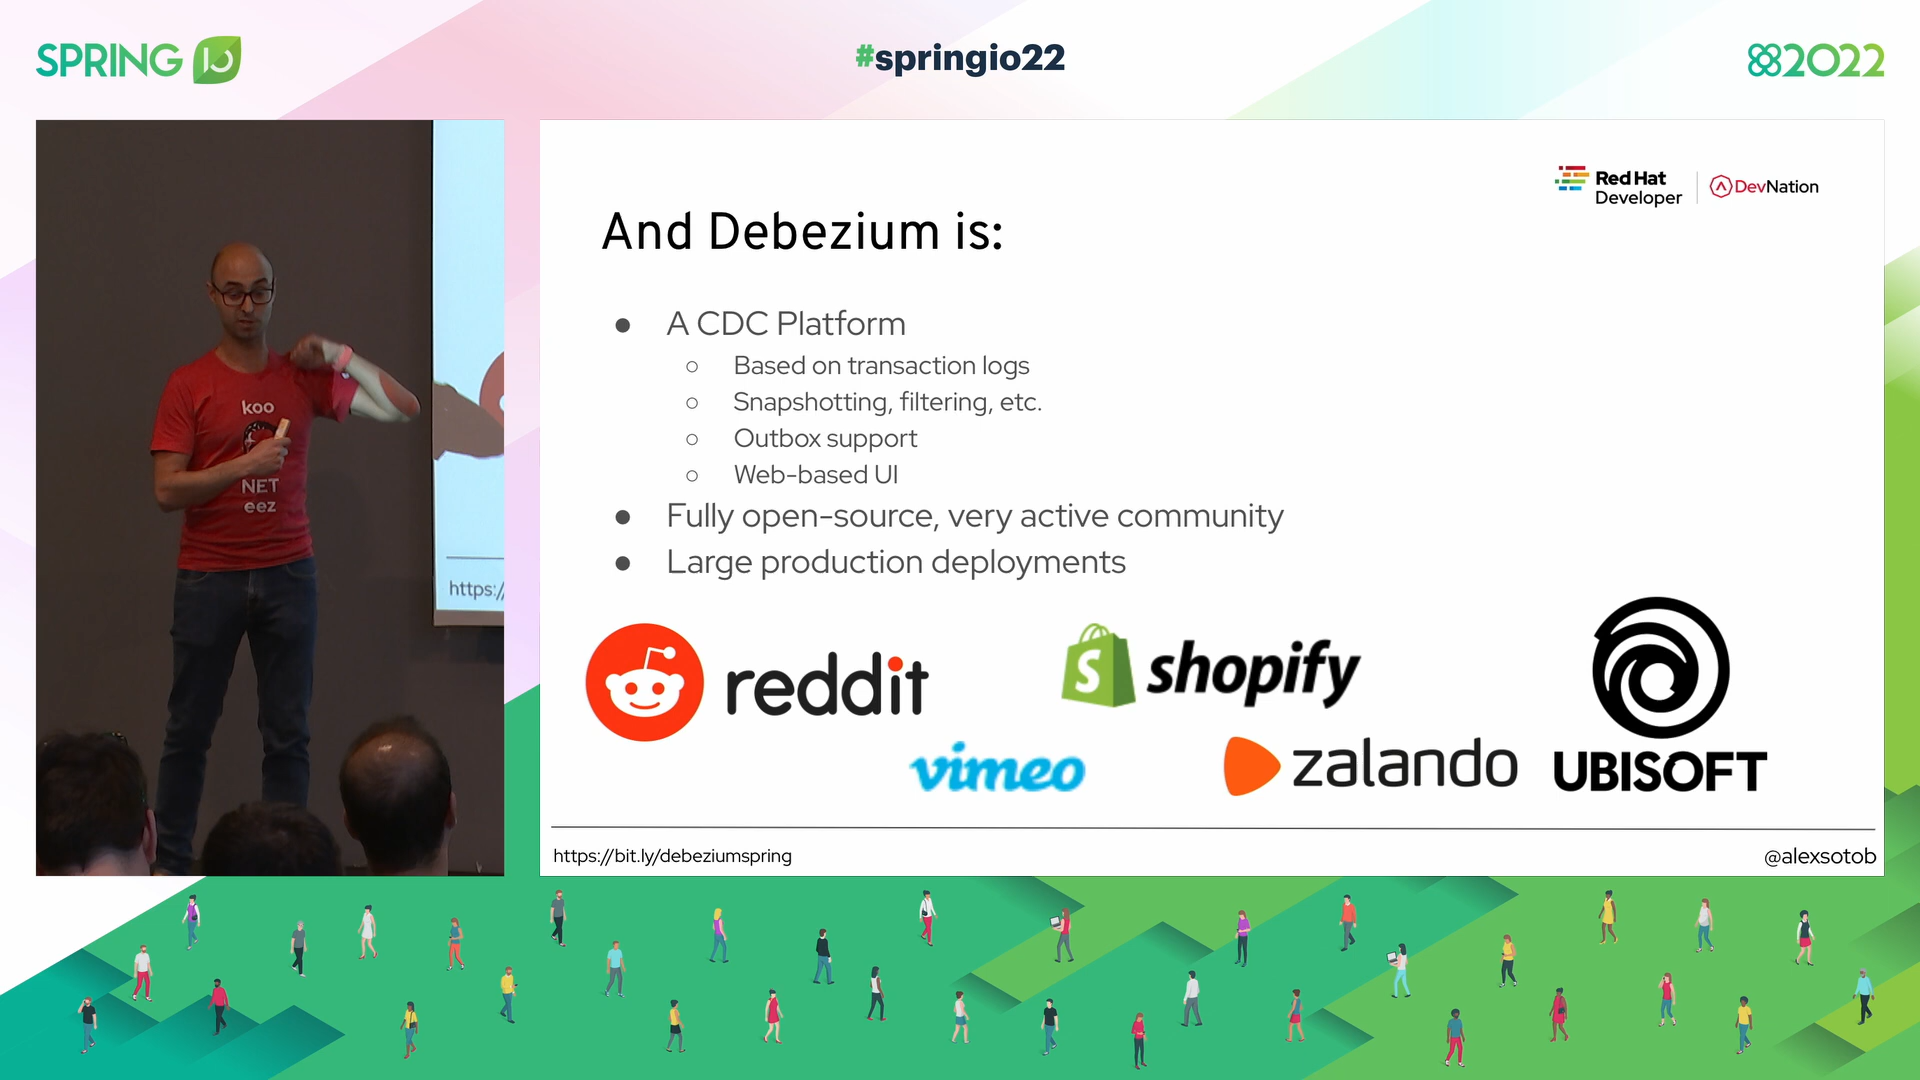 SPRING IO
#springio22
2022
koo
NET
eez
https:/
Red Hat
Developer
DevNation
And Debezium is:
● A CDC Platform
○ Based on transaction logs
○ Snapshotting, filtering, etc.
○ Outbox support
○ Web-based UI
● Fully open-source, very active community
● Large production deployments
reddit
S shopify
vimeo
zalando
UBISOFT
https://bit.ly/debeziumspring
@alexsotob